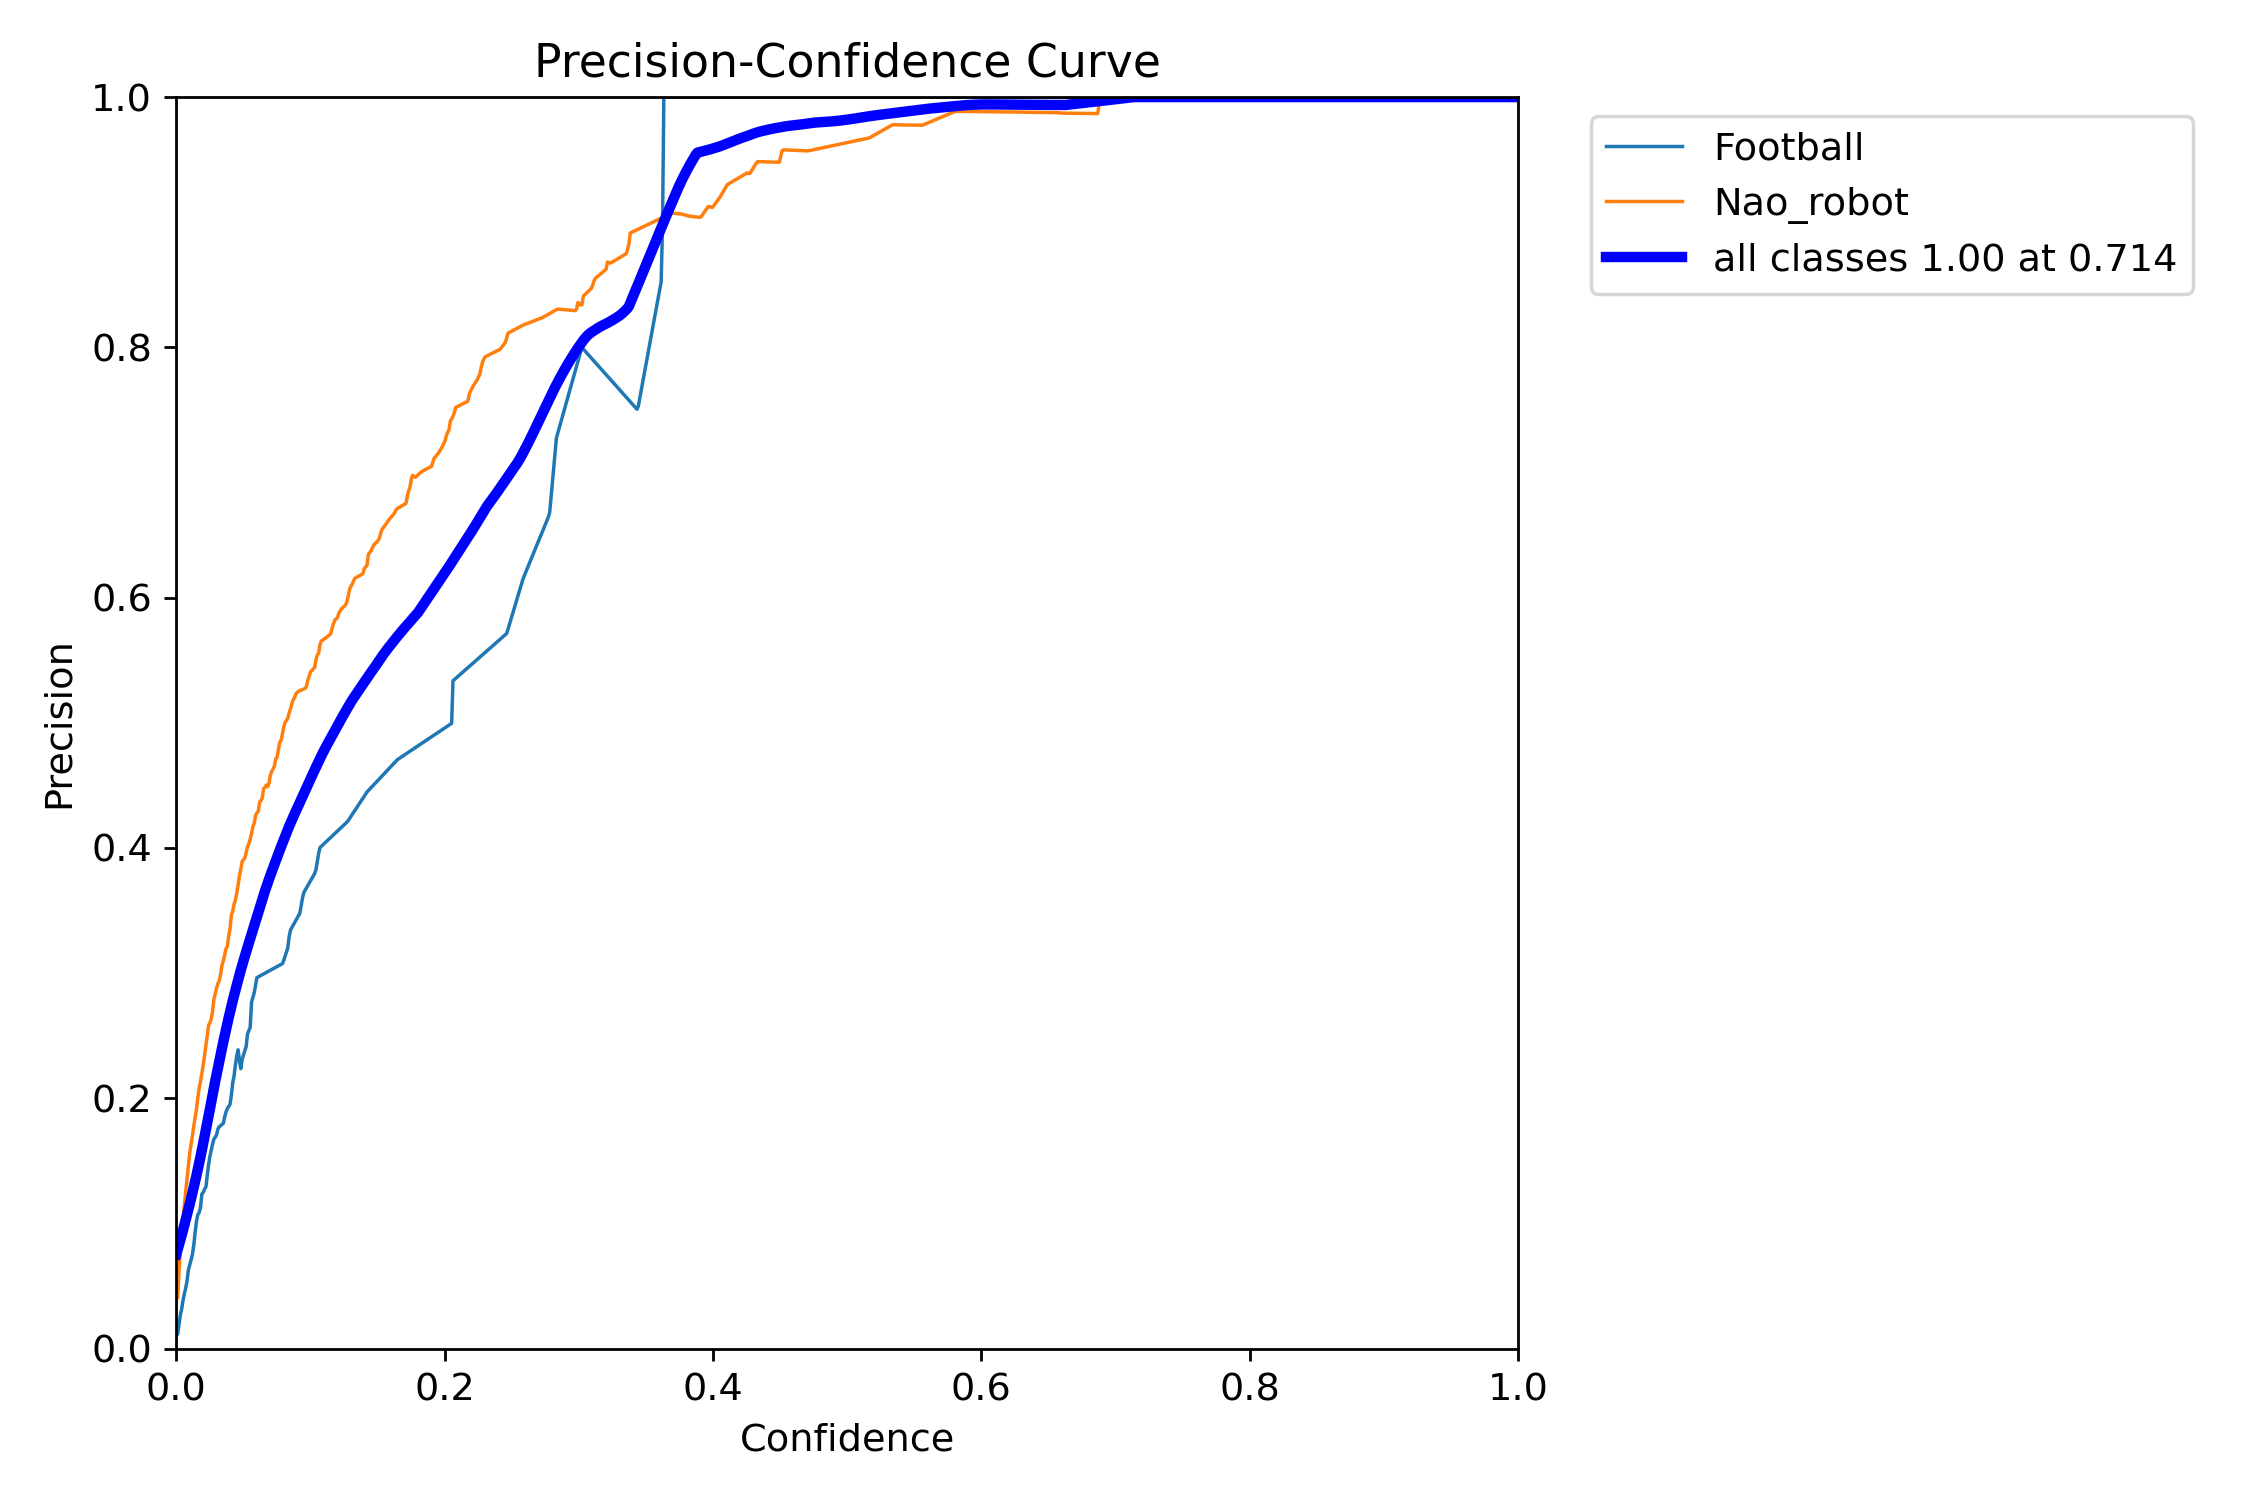 Precision-Confidence Curve
1.0
0.8
0.6
0.4
0.2
0.0
Precision
0.0 0.2 0.4 0.6 0.8 1.0
Confidence
Football
Nao_robot
all classes 1.00 at 0.714